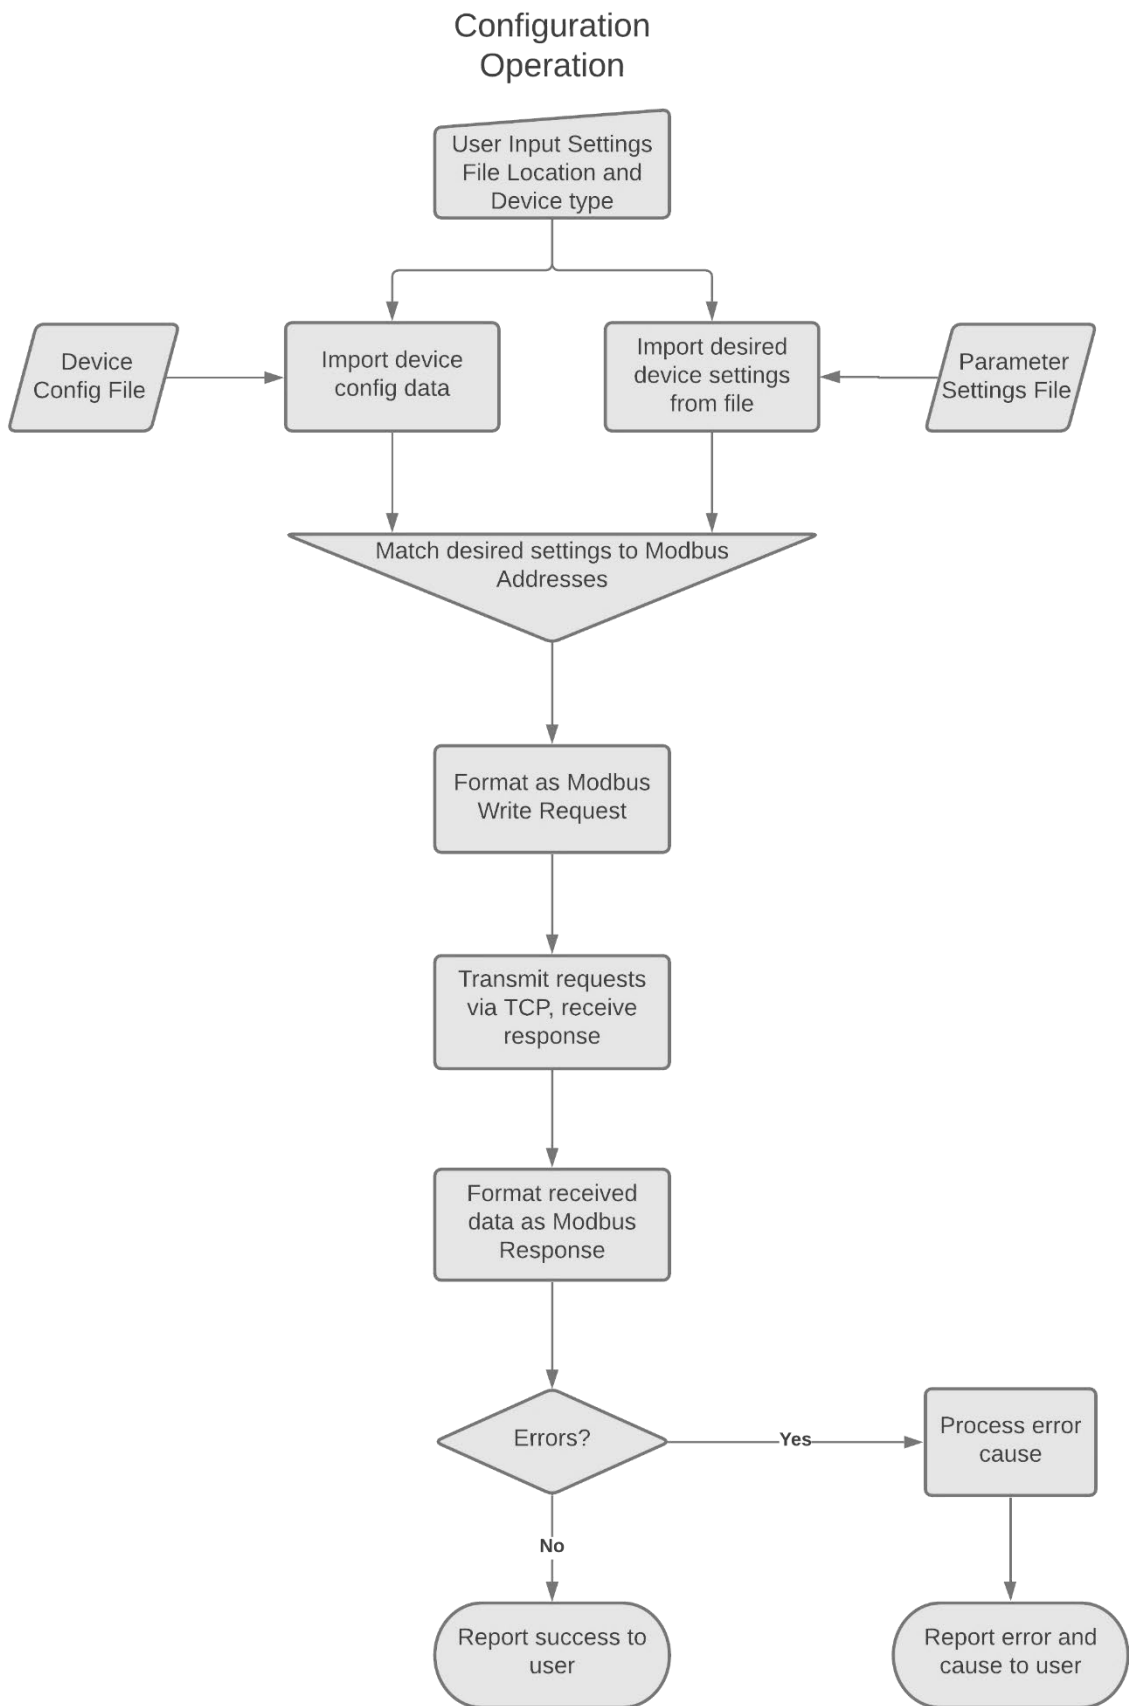 Configuration
Operation
User Input Settings
File Location and
Device type
Device
Config File
Import device
config data
Import desired
device settings
from file
Parameter
Settings File
Match desired settings to Modbus
Addresses
Format as Modbus
Write Request
Transmit requests
via TCP, receive
response
Format received
data as Modbus
Response
Errors?
Yes
Process error
cause
No
Report success to
user
Report error and
cause to user